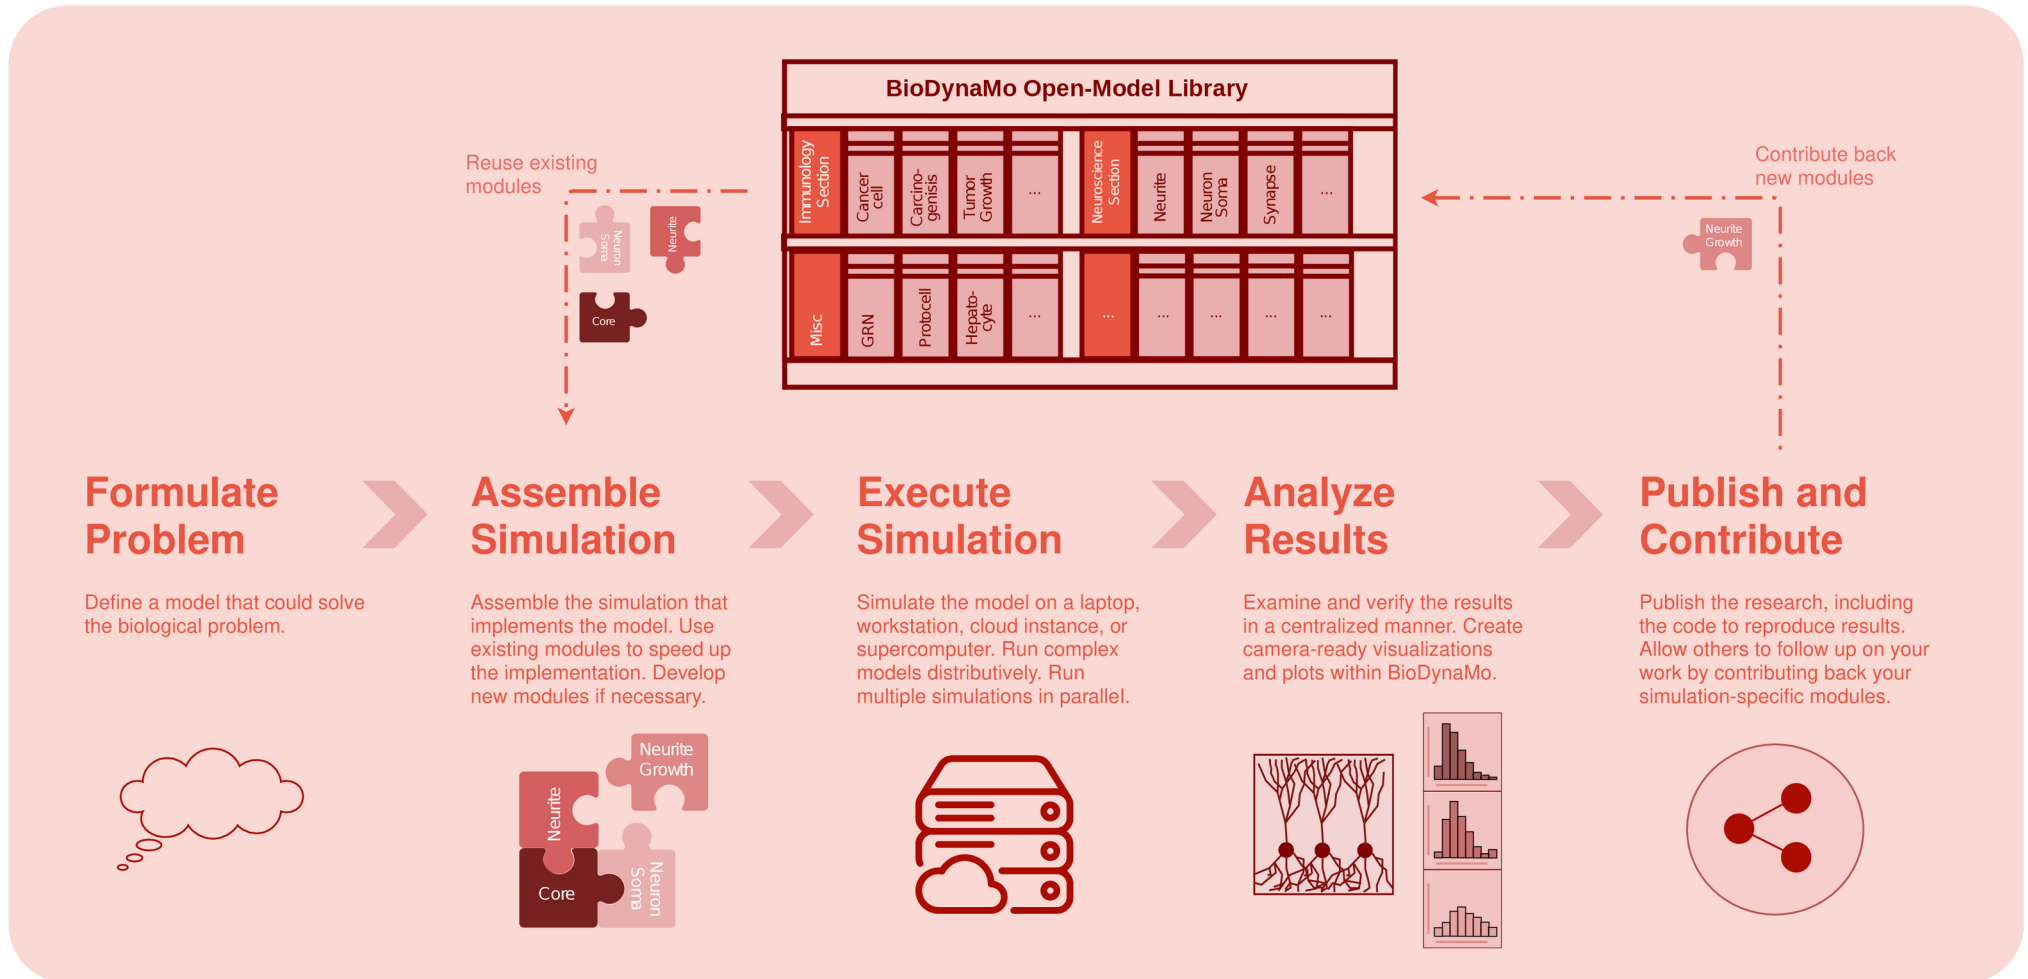 BioDynaMo Open-Model Library
Immunology
Section
Cancer
cell
Carcino-
genisis
Tumor
Growth
...
Neuroscience
Section
Neurite
Neuron
Soma
Synapse
...
Misc
GRN
Protocell
Hepato-
cyte
...
...
...
...
...
...
Reuse existing
modules
Neuron
Soma
Neurite
Core
Contribute back
new modules
Neurite
Growth
Formulate
Problem
Define a model that could solve
the biological problem.
Assemble
Simulation
Assemble the simulation that
implements the model. Use
existing modules to speed up
the implementation. Develop
new modules if necessary.
Neurite
Growth
Neurite
Core
Neuron
Soma
Execute
Simulation
Simulate the model on a laptop,
workstation, cloud instance, or
supercomputer. Run complex
models distributively. Run
multiple simulations in parallel.
Analyze
Results
Examine and verify the results
in a centralized manner. Create
camera-ready visualizations
and plots within BioDynaMo.
Publish and
Contribute
Publish the research, including
the code to reproduce results.
Allow others to follow up on your
work by contributing back your
simulation-specific modules.